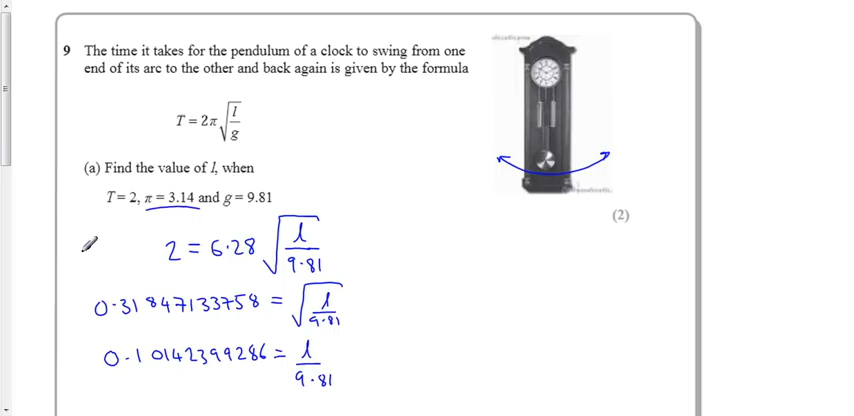 9 The time it takes for the pendulum of a clock to swing from one
end of its arc to the other and back again is given by the formula
T = 2π √(l/g)
(a) Find the value of l, when
T = 2, π = 3.14 and g = 9.81
(2)
2 = 6·28 √(l/9·81)
0·31847133758 = √(l/9·81)
0·10142399286 = l/9·81